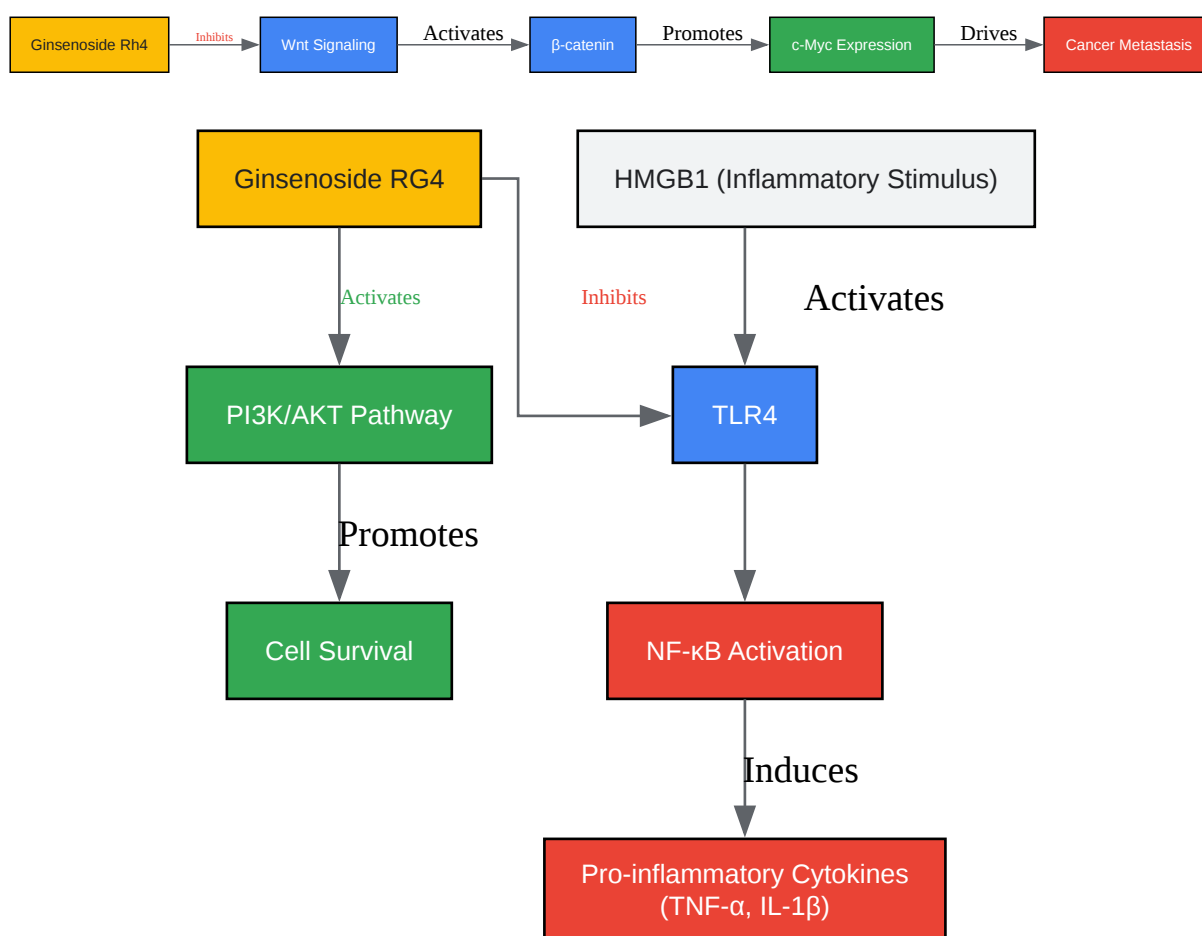 Ginsenoside Rh4
Inhibits
Wnt Signaling
Activates
β-catenin
Promotes
c-Myc Expression
Drives
Cancer Metastasis
Ginsenoside RG4
HMGB1 (Inflammatory Stimulus)
Activates
Inhibits
Activates
PI3K/AKT Pathway
TLR4
Promotes
Cell Survival
NF-κB Activation
Induces
Pro-inflammatory Cytokines
(TNF-α, IL-1β)